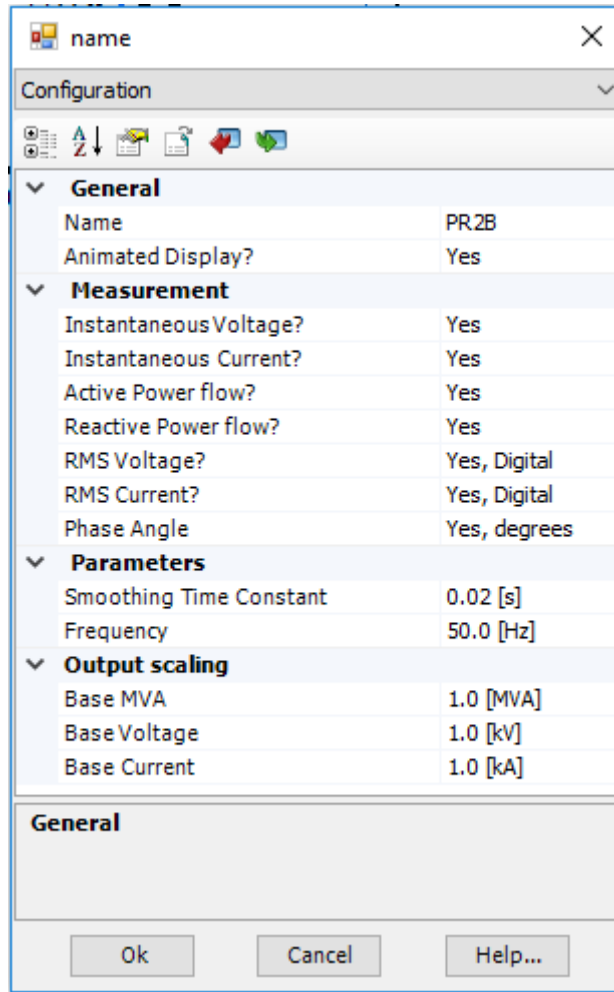 name
Configuration
General
Name PR2B
Animated Display? Yes
Measurement
Instantaneous Voltage? Yes
Instantaneous Current? Yes
Active Power flow? Yes
Reactive Power flow? Yes
RMS Voltage? Yes, Digital
RMS Current? Yes, Digital
Phase Angle Yes, degrees
Parameters
Smoothing Time Constant 0.02 [s]
Frequency 50.0 [Hz]
Output scaling
Base MVA 1.0 [MVA]
Base Voltage 1.0 [kV]
Base Current 1.0 [kA]
General
Ok Cancel Help...